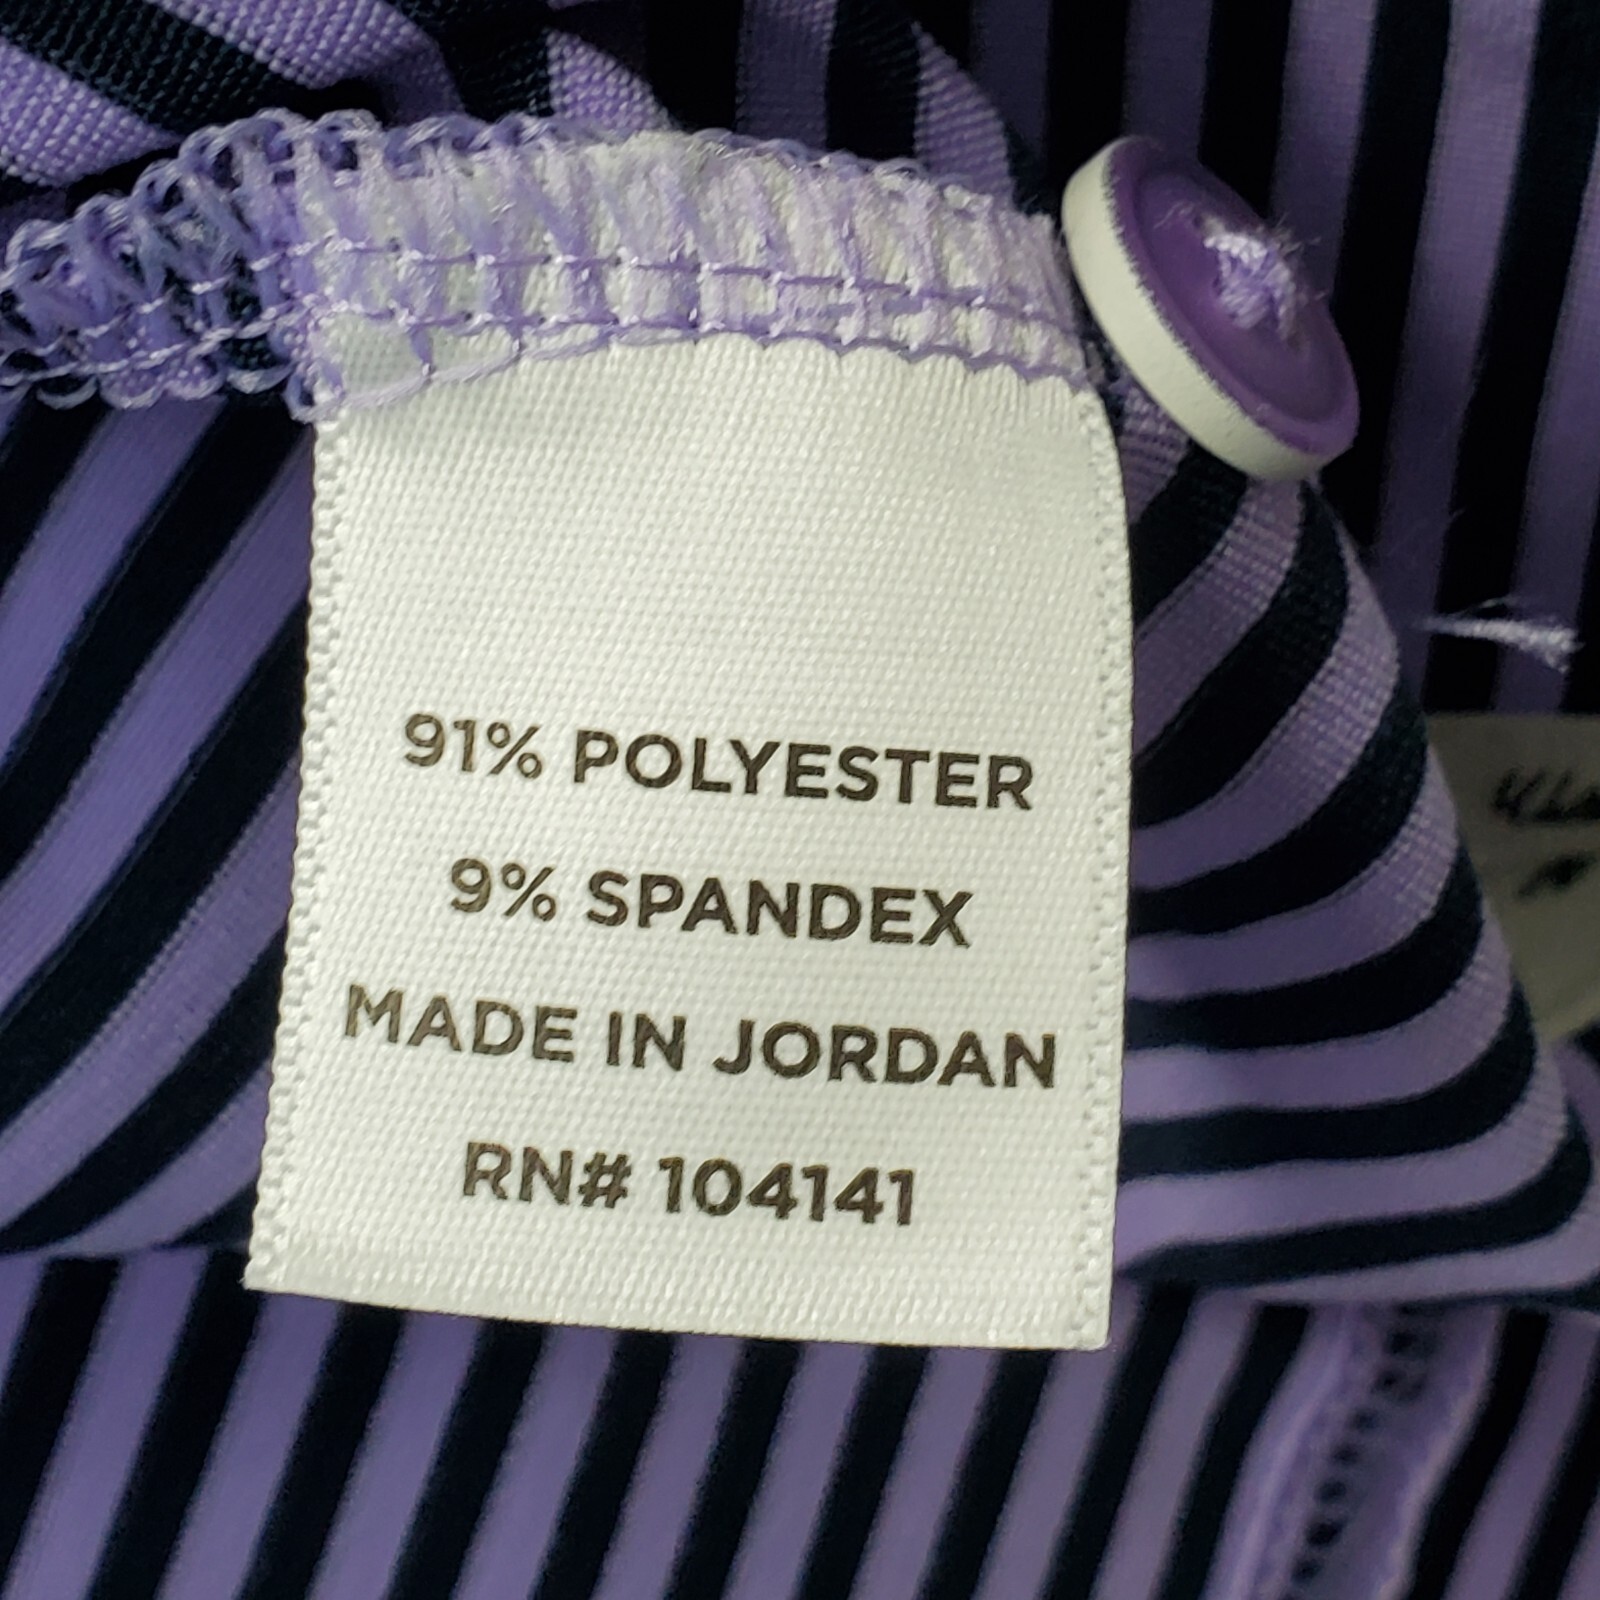 91% POLYESTER
9% SPANDEX
MADE IN JORDAN
RN# 104141